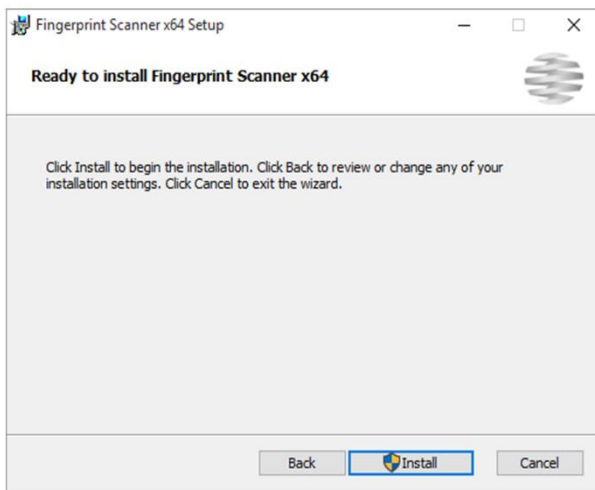 Fingerprint Scanner x64 Setup
Ready to install Fingerprint Scanner x64
Click Install to begin the installation. Click Back to review or change any of your
installation settings. Click Cancel to exit the wizard.
Back Install Cancel